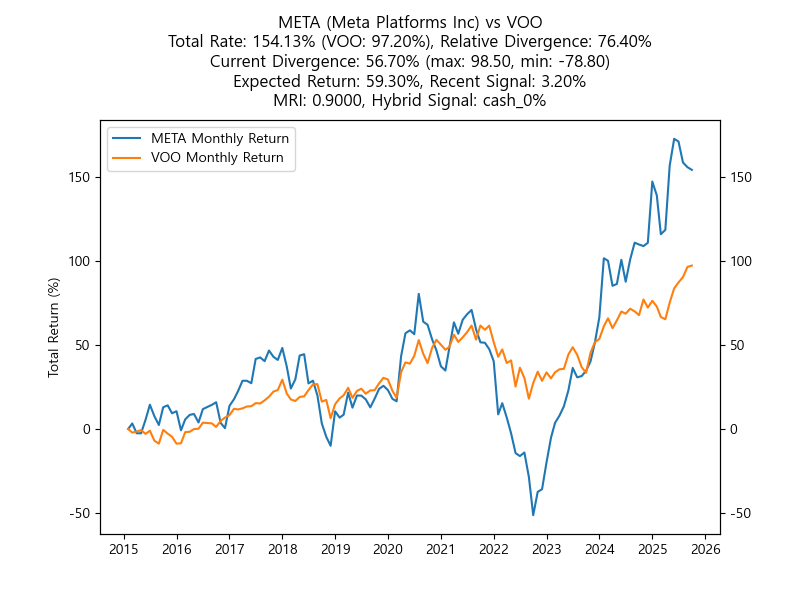 META (Meta Platforms Inc) vs VOO
Total Rate: 154.13% (VOO: 97.20%), Relative Divergence: 76.40%
Current Divergence: 56.70% (max: 98.50, min: -78.80)
Expected Return: 59.30%, Recent Signal: 3.20%
MRI: 0.9000, Hybrid Signal: cash_0%
META Monthly Return
VOO Monthly Return
Total Return (%)
150
100
50
0
-50
150
100
50
0
-50
2015 2016 2017 2018 2019 2020 2021 2022 2023 2024 2025 2026